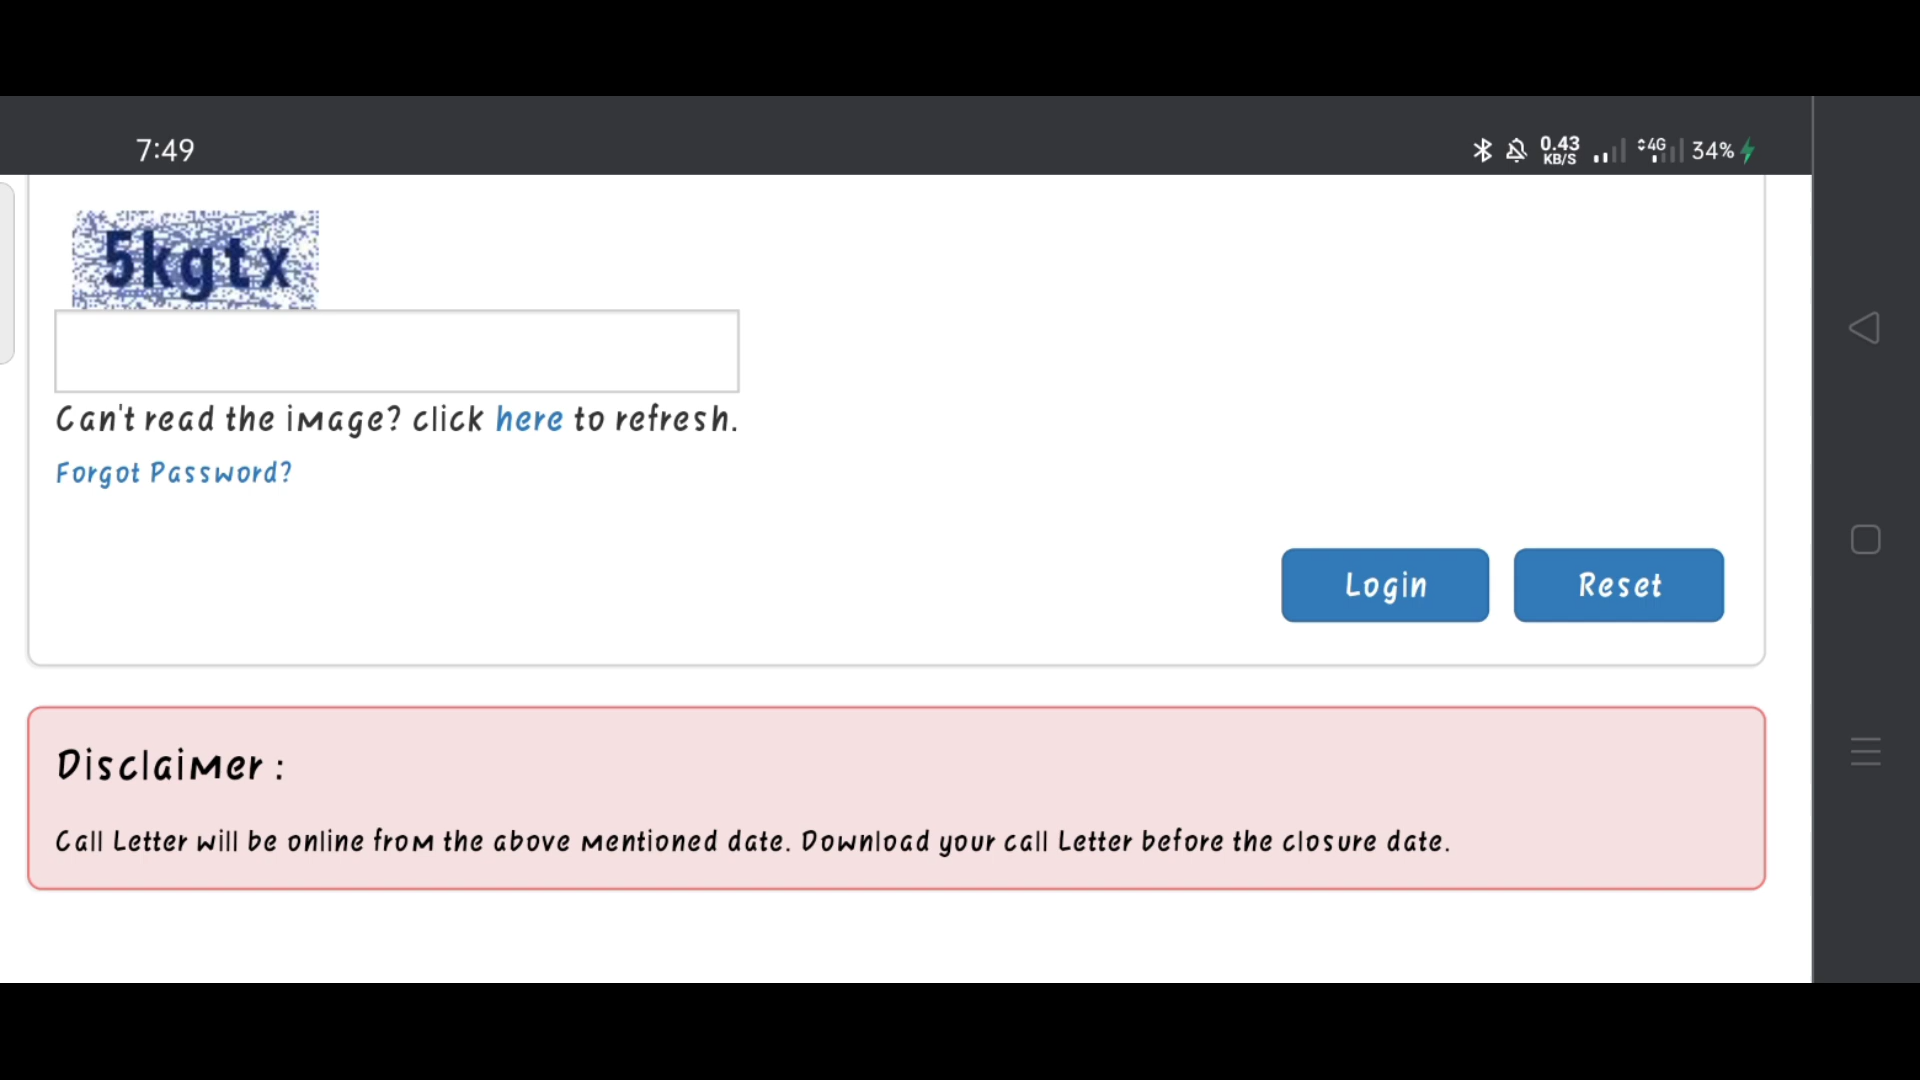 7:49
0.43 KB/S 4G 34%
5kgtx
Can't read the image? click here to refresh.
Forgot Password?
Login Reset
Disclaimer :
Call Letter will be online from the above mentioned date. Download your call Letter before the closure date.